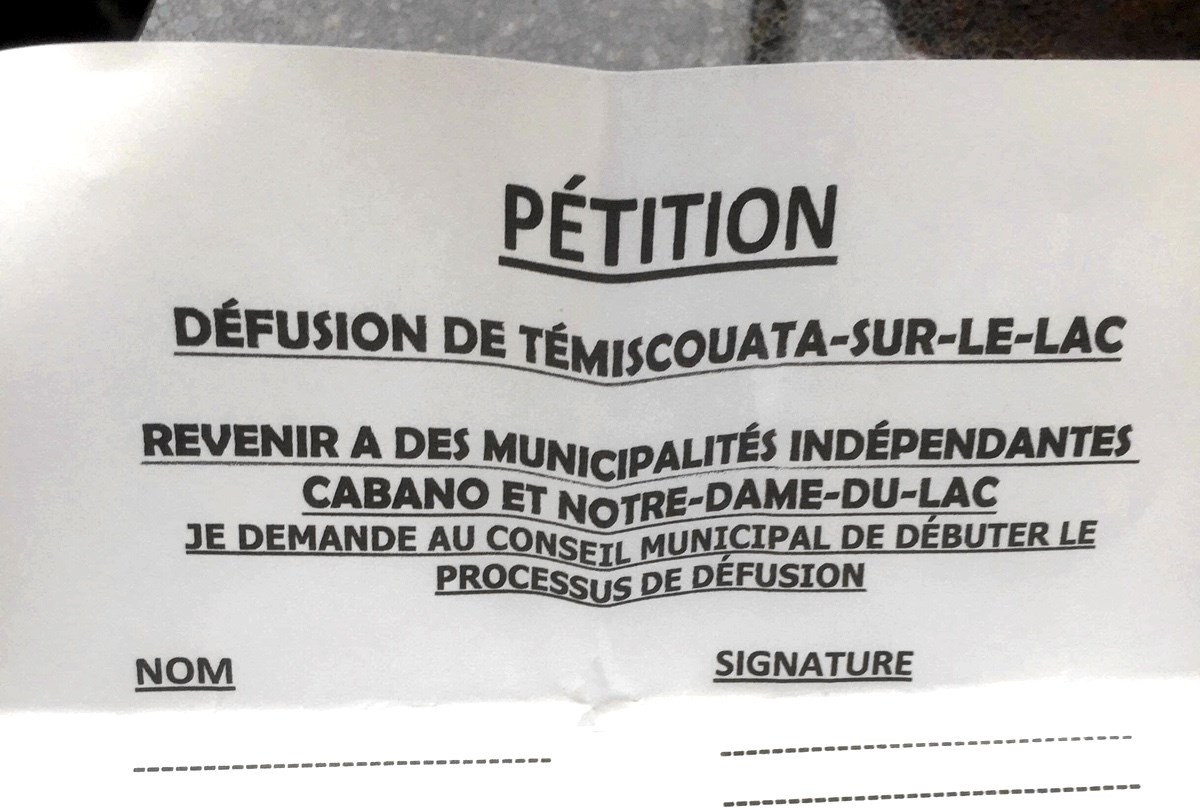 PÉTITION
DÉFUSION DE TÉMISCOUATA-SUR-LE-LAC
REVENIR A DES MUNICIPALITÉS INDÉPENDANTES
CABANO ET NOTRE-DAME-DU-LAC
JE DEMANDE AU CONSEIL MUNICIPAL DE DÉBUTER LE
PROCESSUS DE DÉFUSION
NOM SIGNATURE